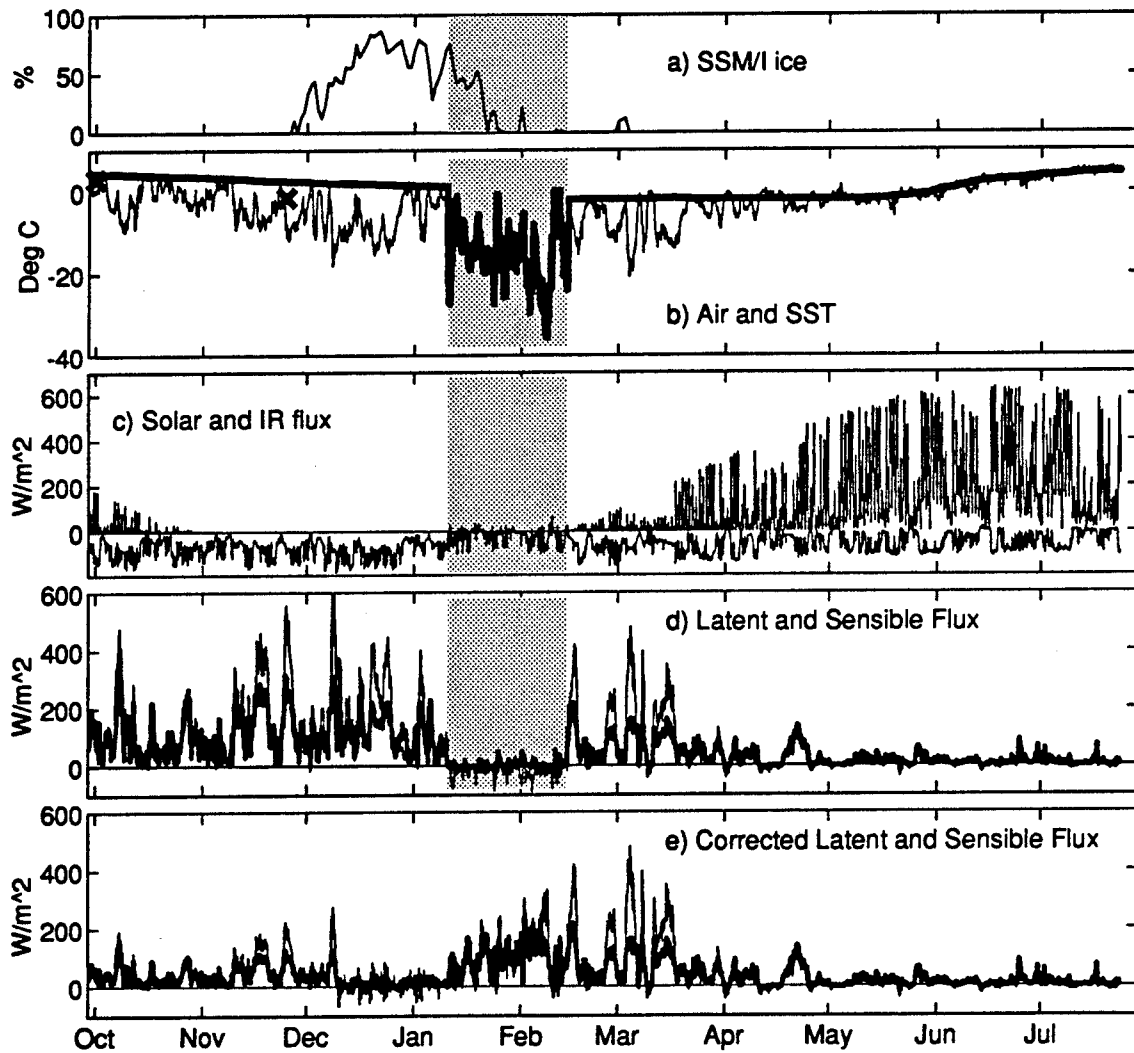 100
50
0
%
a) SSM/I ice
0
-20
-40
Deg C
b) Air and SST
600
400
200
0
W/m^2
c) Solar and IR flux
600
400
200
0
W/m^2
d) Latent and Sensible Flux
600
400
200
0
W/m^2
e) Corrected Latent and Sensible Flux
Oct Nov Dec Jan Feb Mar Apr May Jun Jul